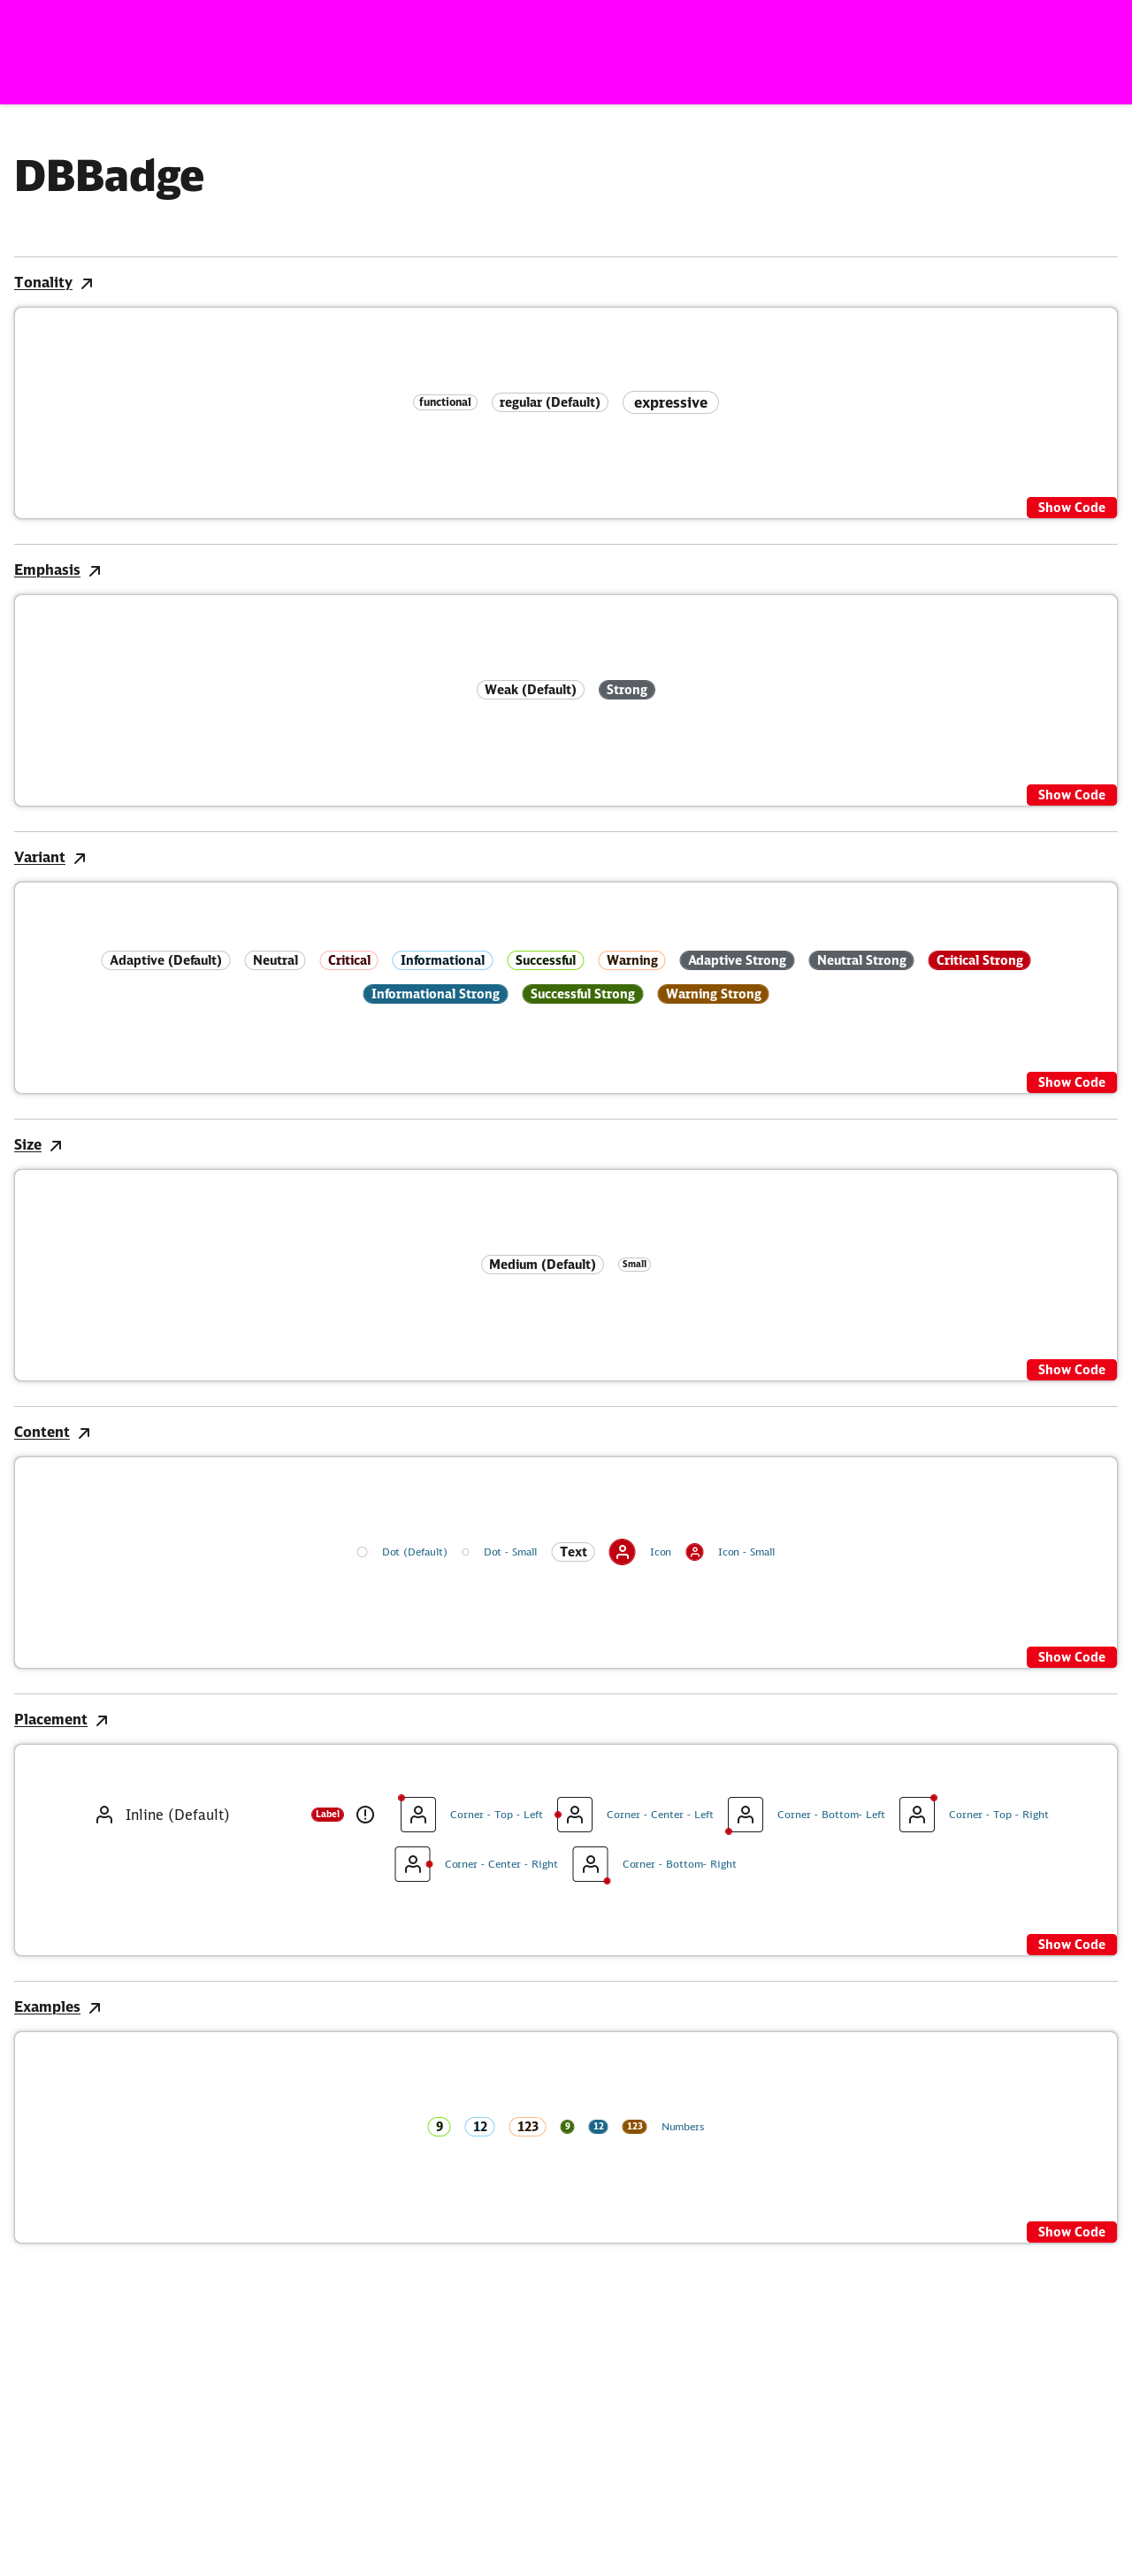 DBBadge
Tonality
functional regular (Default) expressive
Show Code
Emphasis
Weak (Default) Strong
Show Code
Variant
Adaptive (Default) Neutral Critical Informational Successful Warning Adaptive Strong Neutral Strong Critical Strong
Informational Strong Successful Strong Warning Strong
Show Code
Size
Medium (Default) Small
Show Code
Content
Dot (Default) Dot - Small Text Icon Icon - Small
Show Code
Placement
Inline (Default) Label Corner - Top - Left Corner - Center - Left Corner - Bottom- Left Corner - Top - Right
Corner - Center - Right Corner - Bottom- Right
Show Code
Examples
9 12 123 9 12 123 Numbers
Show Code